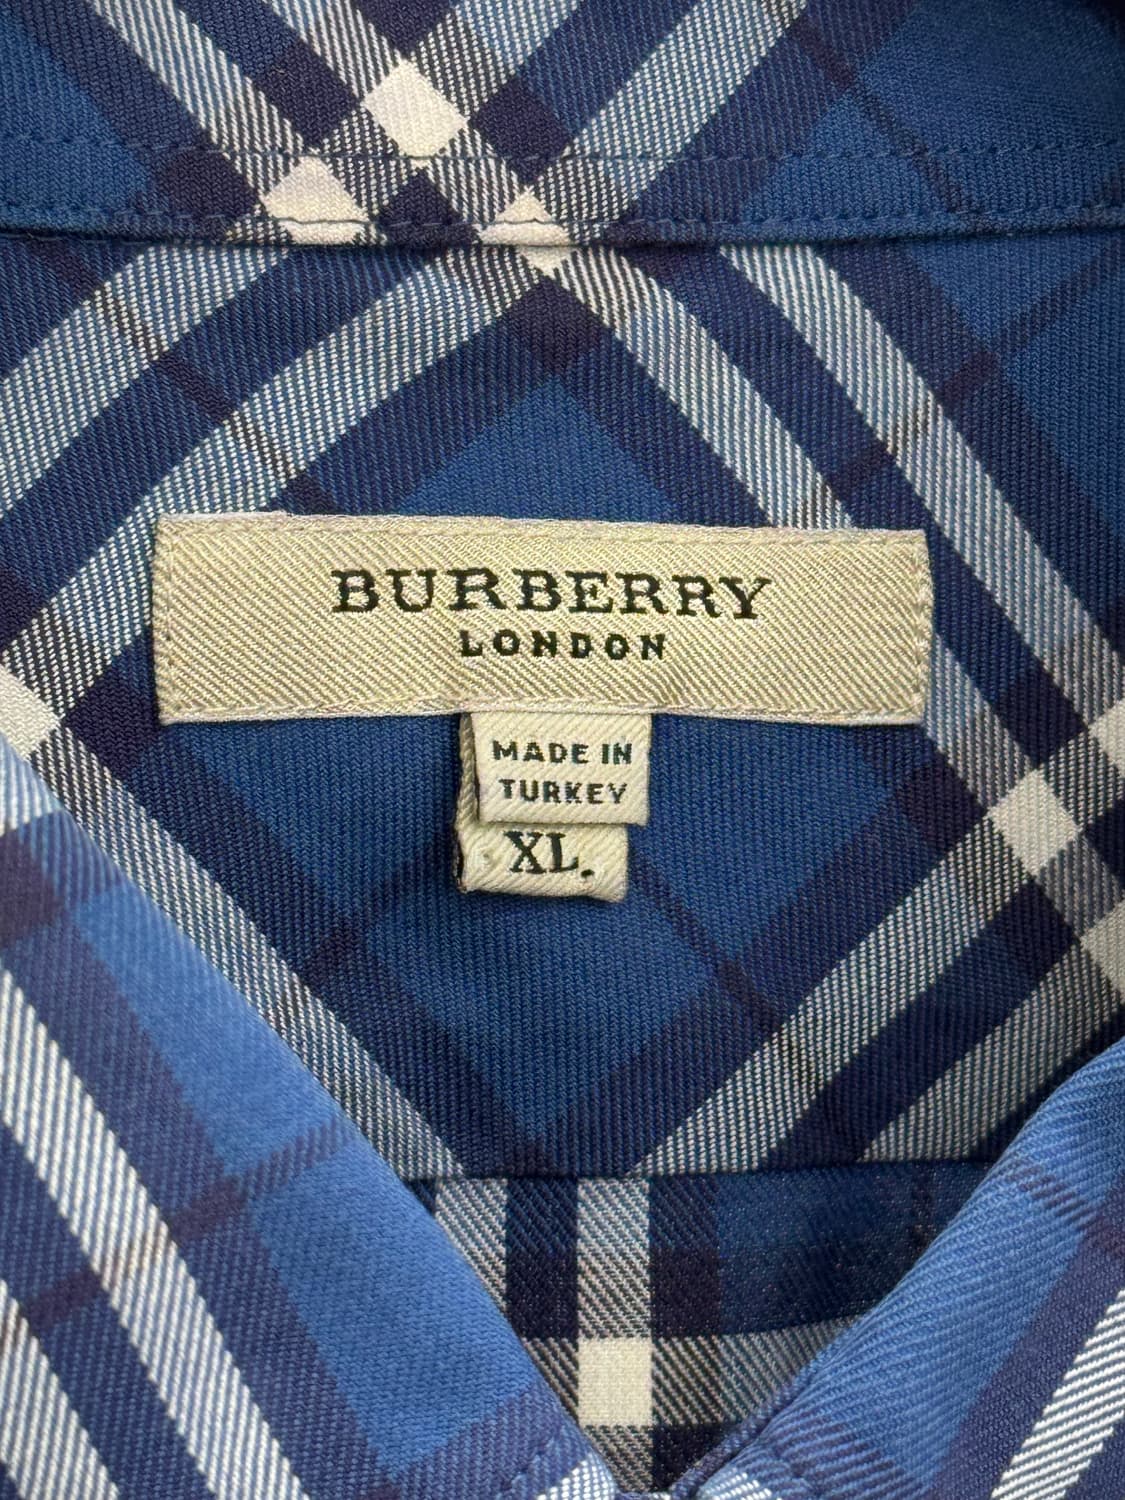 BURBERRY
LONDON
MADE IN
TURKEY
XL.